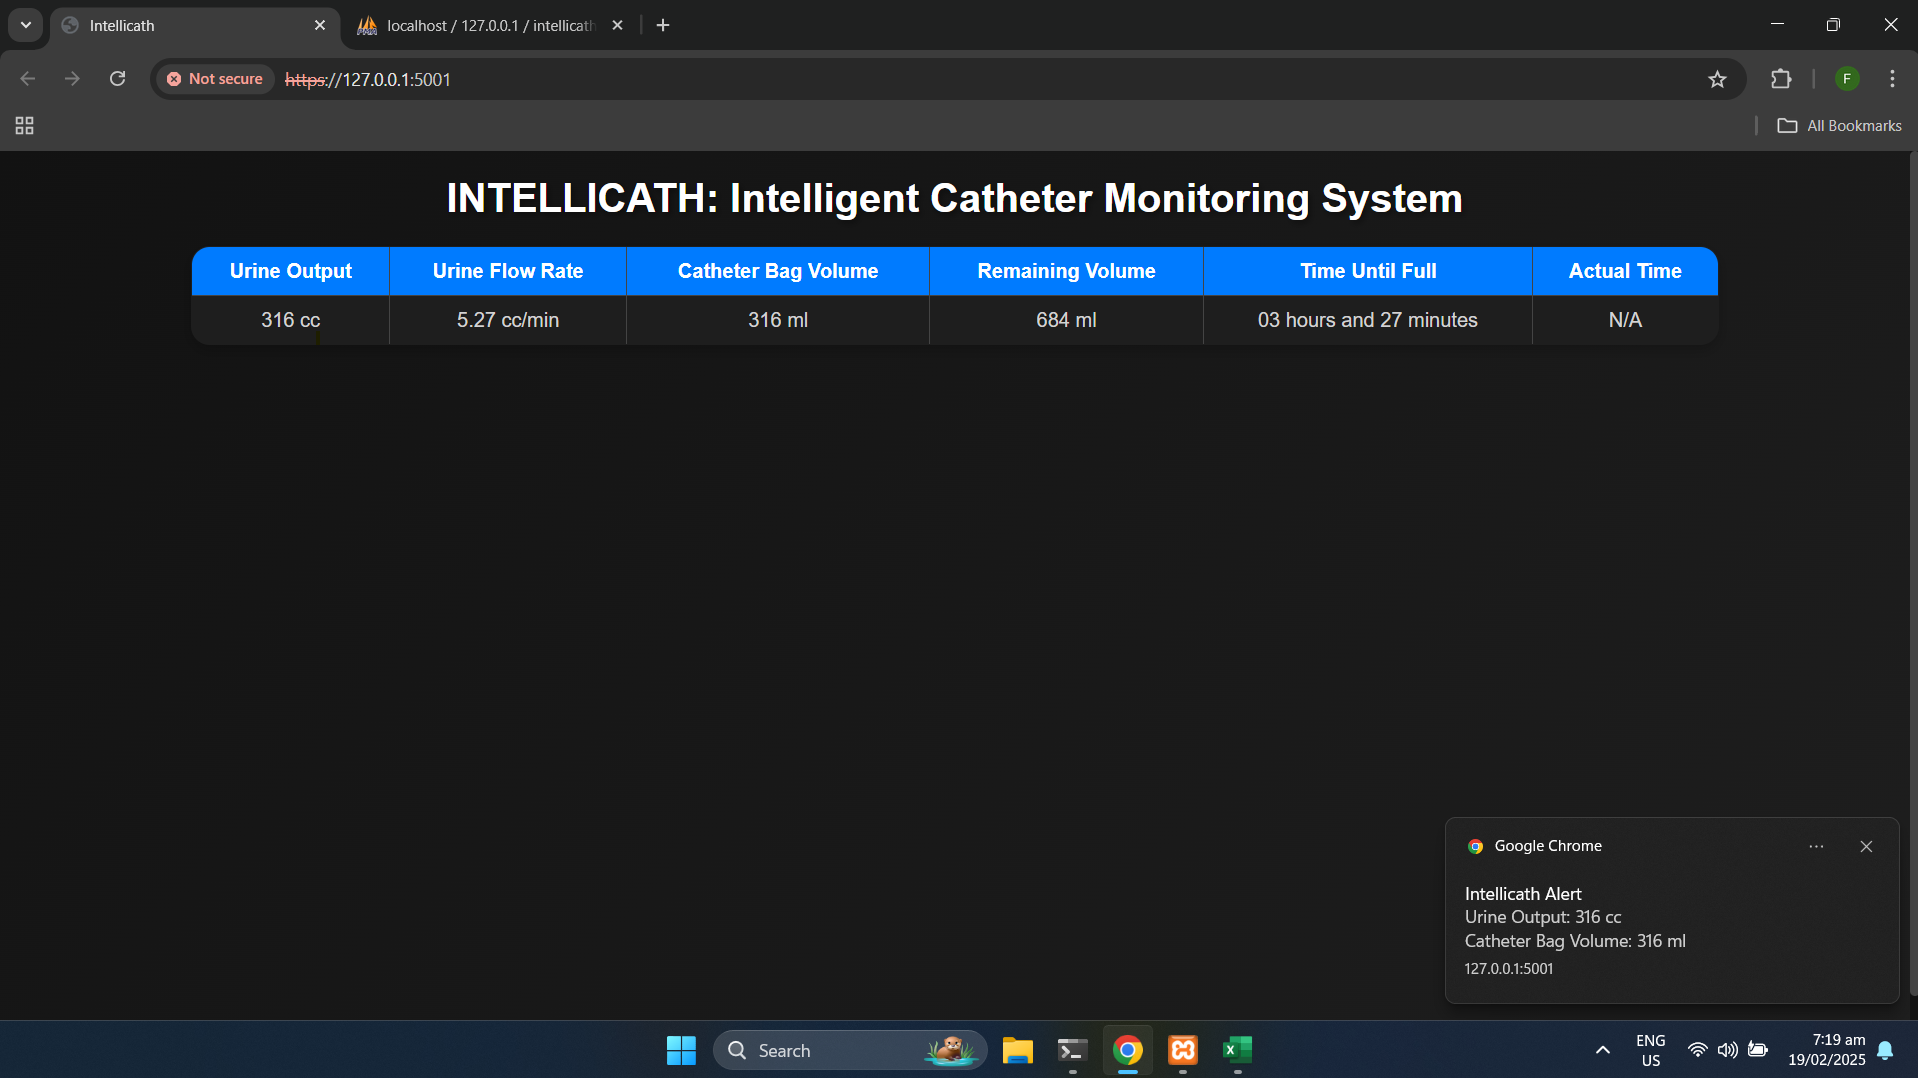 Intellicath
localhost / 127.0.0.1 / intellicath
Not secure
https://127.0.0.1:5001
F
All Bookmarks
INTELLICATH: Intelligent Catheter Monitoring System
Urine Output Urine Flow Rate Catheter Bag Volume Remaining Volume Time Until Full Actual Time
316 cc 5.27 cc/min 316 ml 684 ml 03 hours and 27 minutes N/A
Google Chrome
Intellicath Alert
Urine Output: 316 cc
Catheter Bag Volume: 316 ml
127.0.0.1:5001
Search
ENG
US
7:19 am
19/02/2025